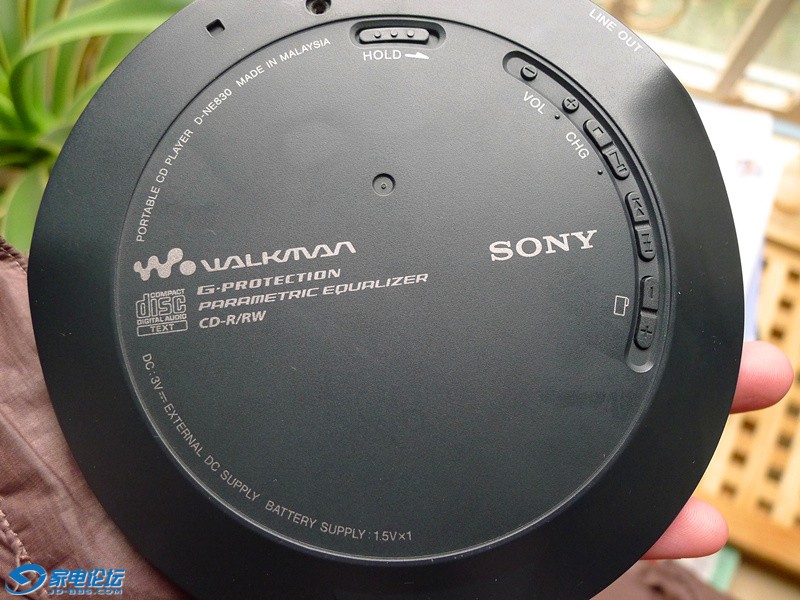 LINE OUT
HOLD
PORTABLE CD PLAYER D-NE830 MADE IN MALAYSIA
VOL
CHG
SONY
WALKMAN
G-PROTECTION
PARAMETRIC EQUALIZER
CD-R/RW
COMPACT
disc
DIGITAL AUDIO
TEXT
DC: 3V EXTERNAL DC SUPPLY BATTERY SUPPLY: 1.5V×1
家电论坛
JD-BBS.COM